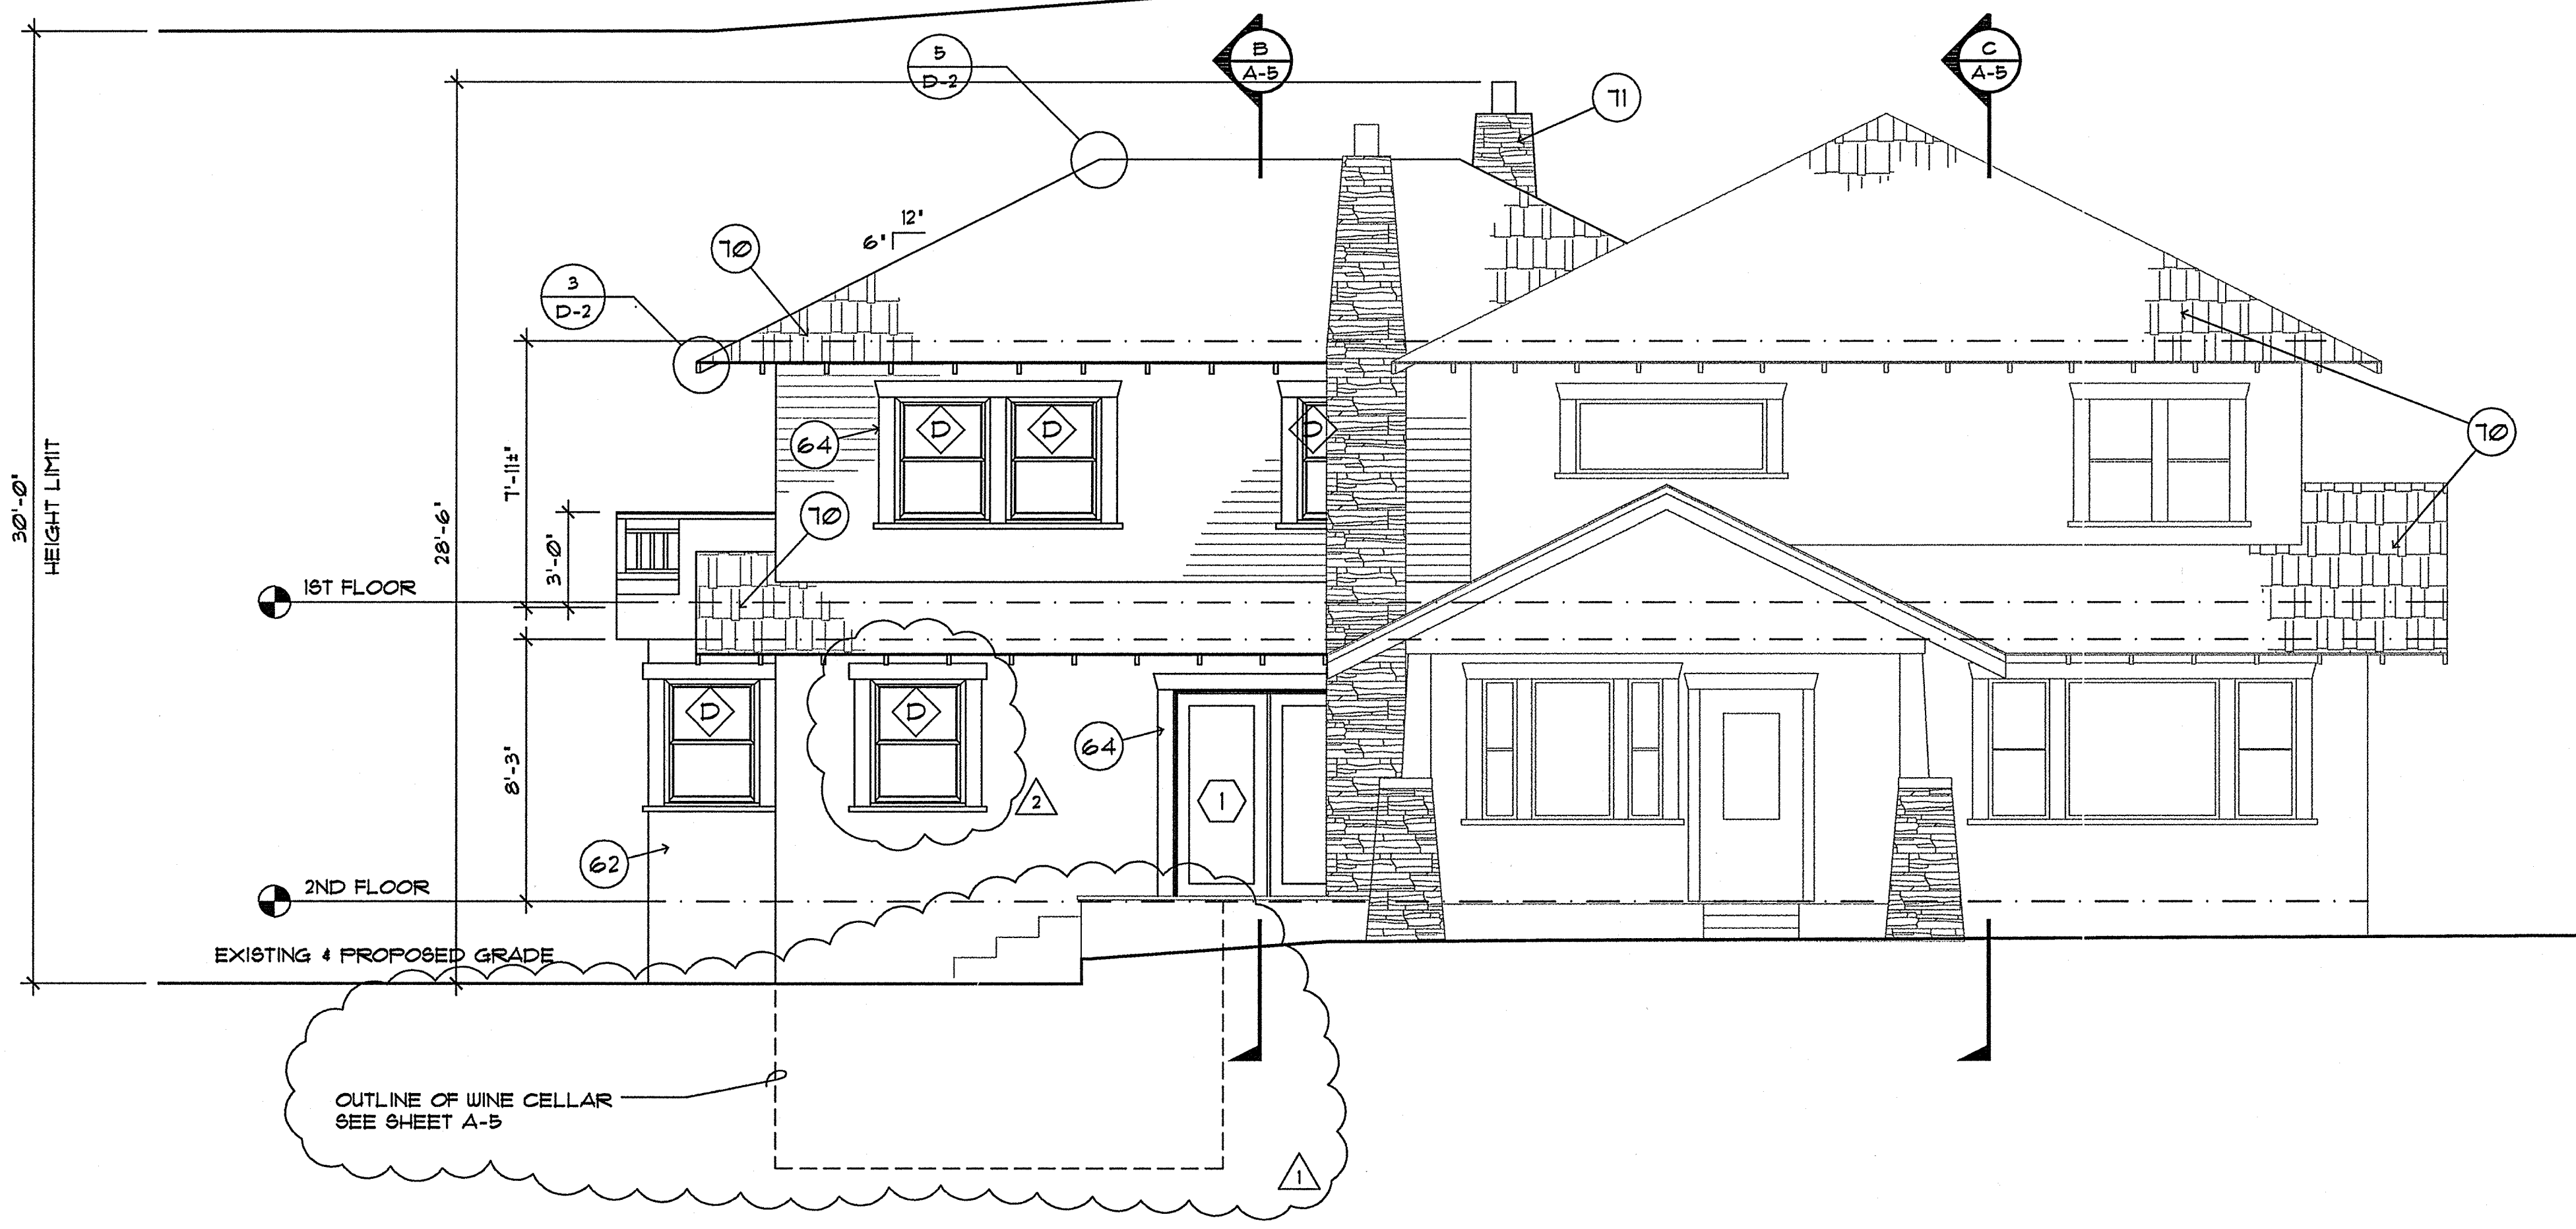 5
D-2
B
A-5
C
A-5
71
12"
6"
70
3
D-2
30'-0"
HEIGHT LIMIT
28'-6"
7'-11±"
3'-0"
8'-3"
64
D
D
D
70
70
1ST FLOOR
D
D
64
1
2
62
2ND FLOOR
EXISTING & PROPOSED GRADE
OUTLINE OF WINE CELLAR
SEE SHEET A-5
1